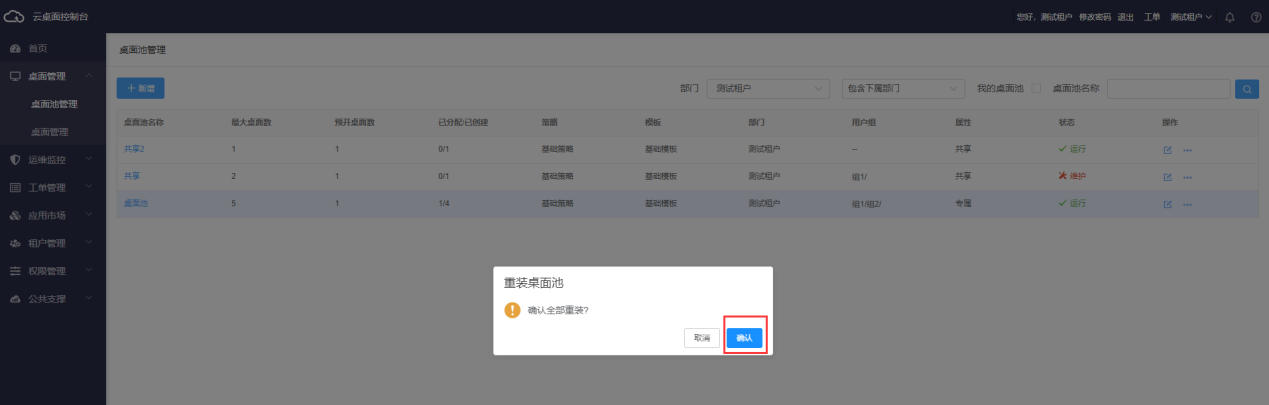 云桌面控制台
您好，测试租户 修改密码 退出 工单 测试租户
首页
桌面管理
桌面池管理
桌面管理
运维监控
工单管理
应用市场
租户管理
权限管理
公共支撑
桌面池管理
+ 新增 部门 测试租户 包含下属部门 我的桌面池 桌面池名称
桌面池名称 最大桌面数 预开桌面数 已分配/已创建 策略 模板 部门 用户组 属性 状态 操作
共享2 1 1 0/1 基础策略 基础模板 测试租户 -- 共享 运行
共享 2 1 0/1 基础策略 基础模板 测试租户 组1/ 共享 维护
桌面池 5 1 1/4 基础策略 基础模板 测试租户 组1/组2/ 专属 运行
重装桌面池
确认全部重装?
取消 确认